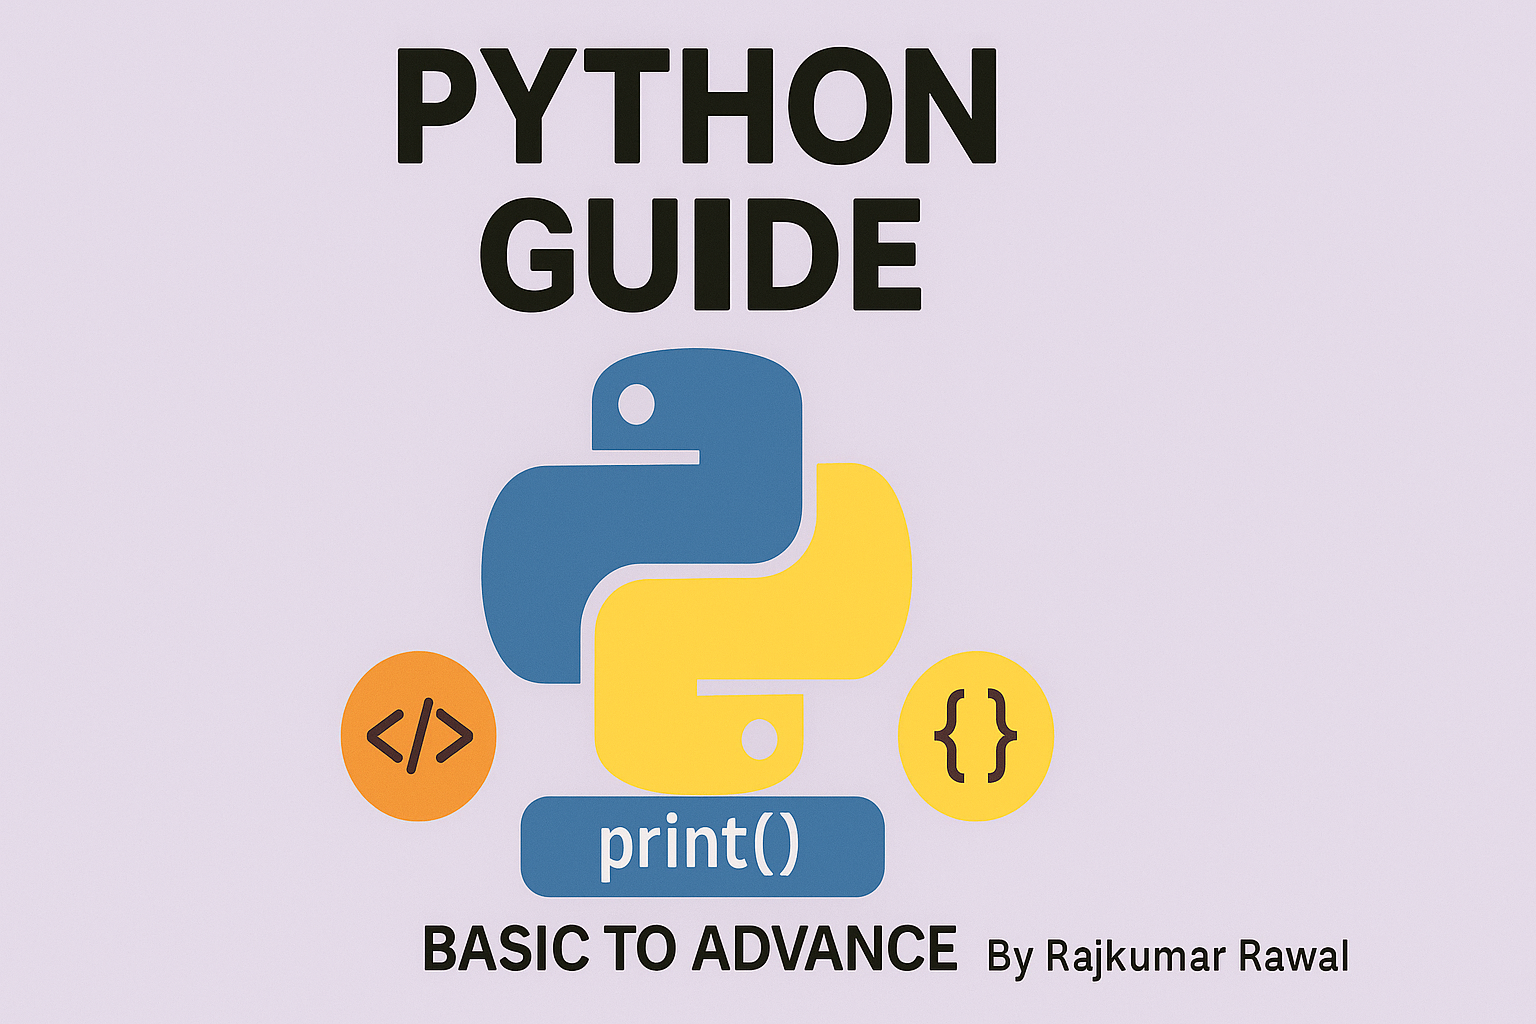 PYTHON
GUIDE
</>
{}
print()
BASIC TO ADVANCE By Rajkumar Rawal